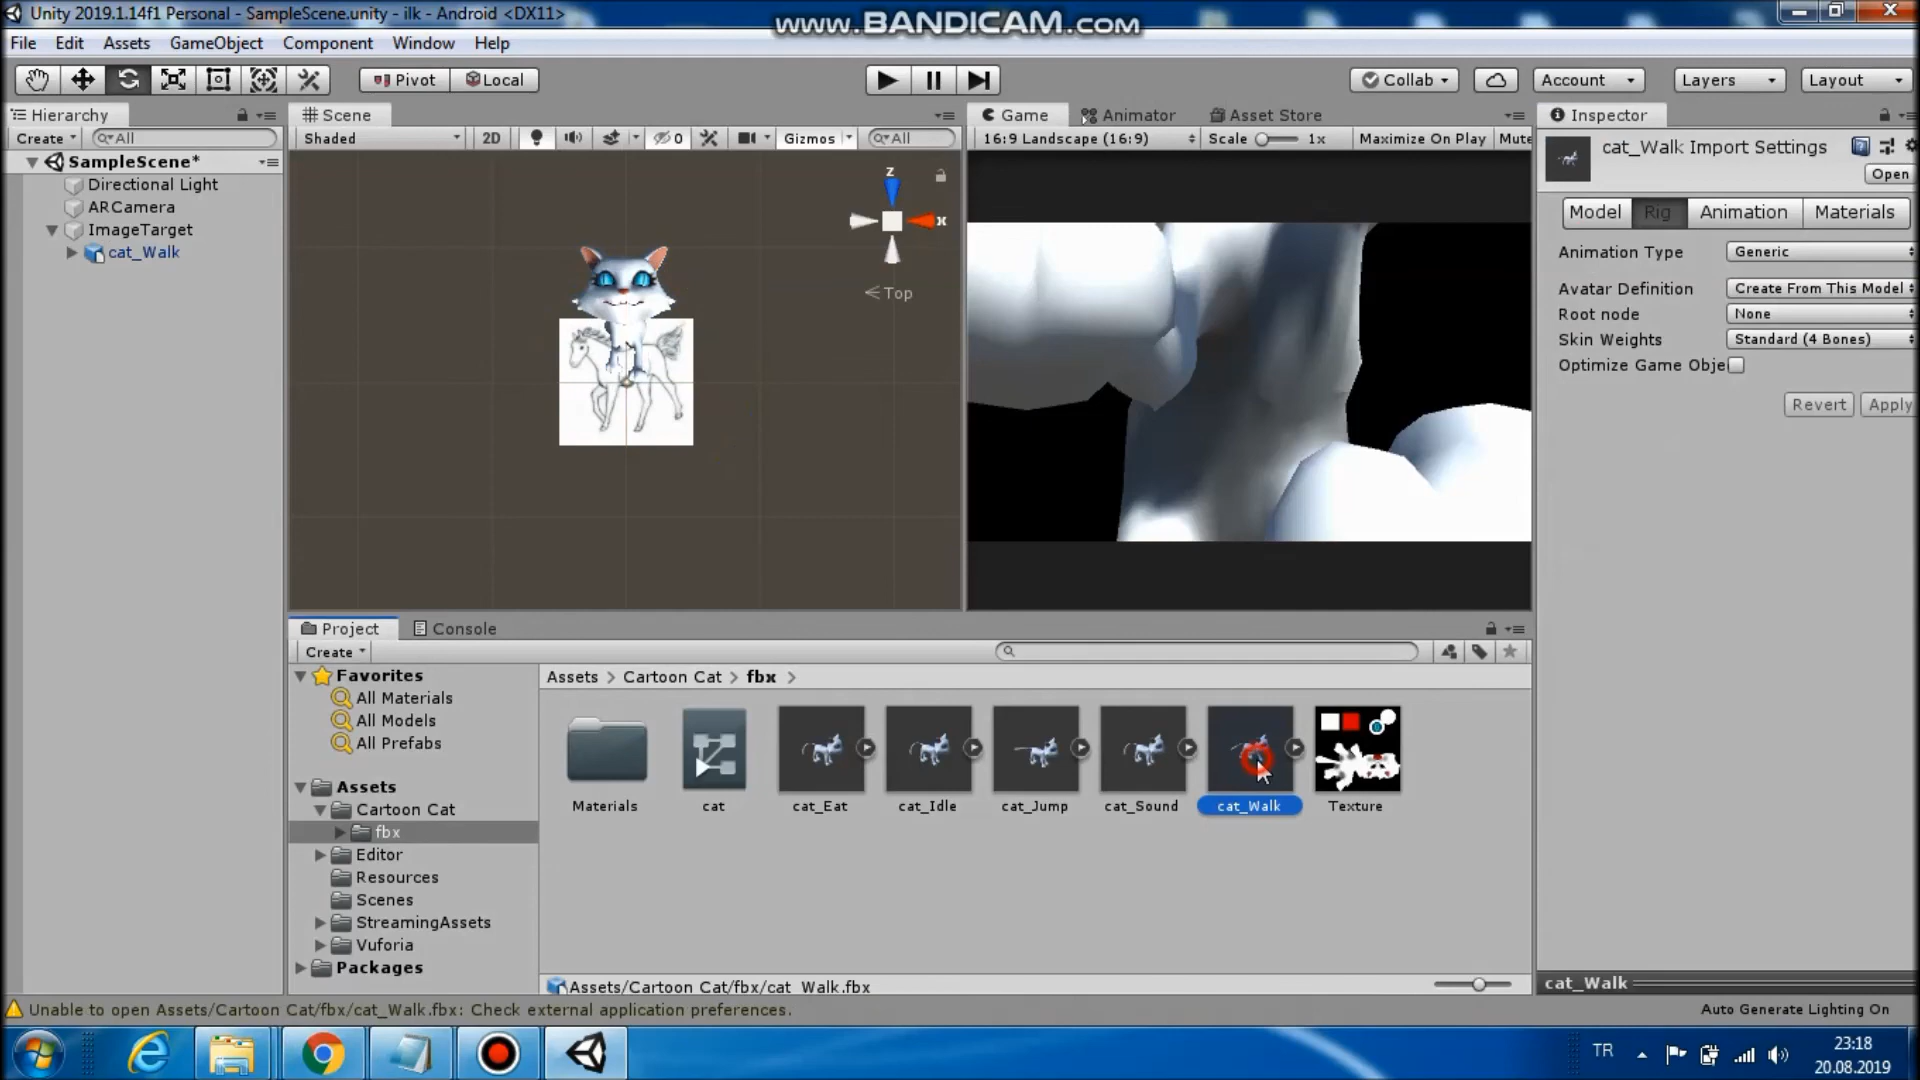 Unity 2019.1.14f1 Personal - SampleScene.unity - ilk - Android <DX11>
www.BANDICAM.com
File Edit Assets GameObject Component Window Help
Pivot Local Collab Account Layers Layout
Hierarchy Scene Game Animator Asset Store Inspector
Create All Shaded 2D 0 Gizmos All 16:9 Landscape (16:9) Scale 1x Maximize On Play Mute
SampleScene*
Directional Light
ARCamera
ImageTarget
cat_Walk
z
x
Top
cat_Walk Import Settings
Open
Model Rig Animation Materials
Animation Type Generic
Avatar Definition Create From This Model
Root node None
Skin Weights Standard (4 Bones)
Optimize Game Obje
Revert Apply
Project Console
Create
Favorites
All Materials
All Models
All Prefabs
Assets
Cartoon Cat
fbx
Editor
Resources
Scenes
StreamingAssets
Vuforia
Packages
Assets > Cartoon Cat > fbx >
Materials cat cat_Eat cat_Idle cat_Jump cat_Sound cat_Walk Texture
Assets/Cartoon Cat/fbx/cat_Walk.fbx
cat_Walk
Unable to open Assets/Cartoon Cat/fbx/cat_Walk.fbx: Check external application preferences.
Auto Generate Lighting On
TR
23:18
20.08.2019